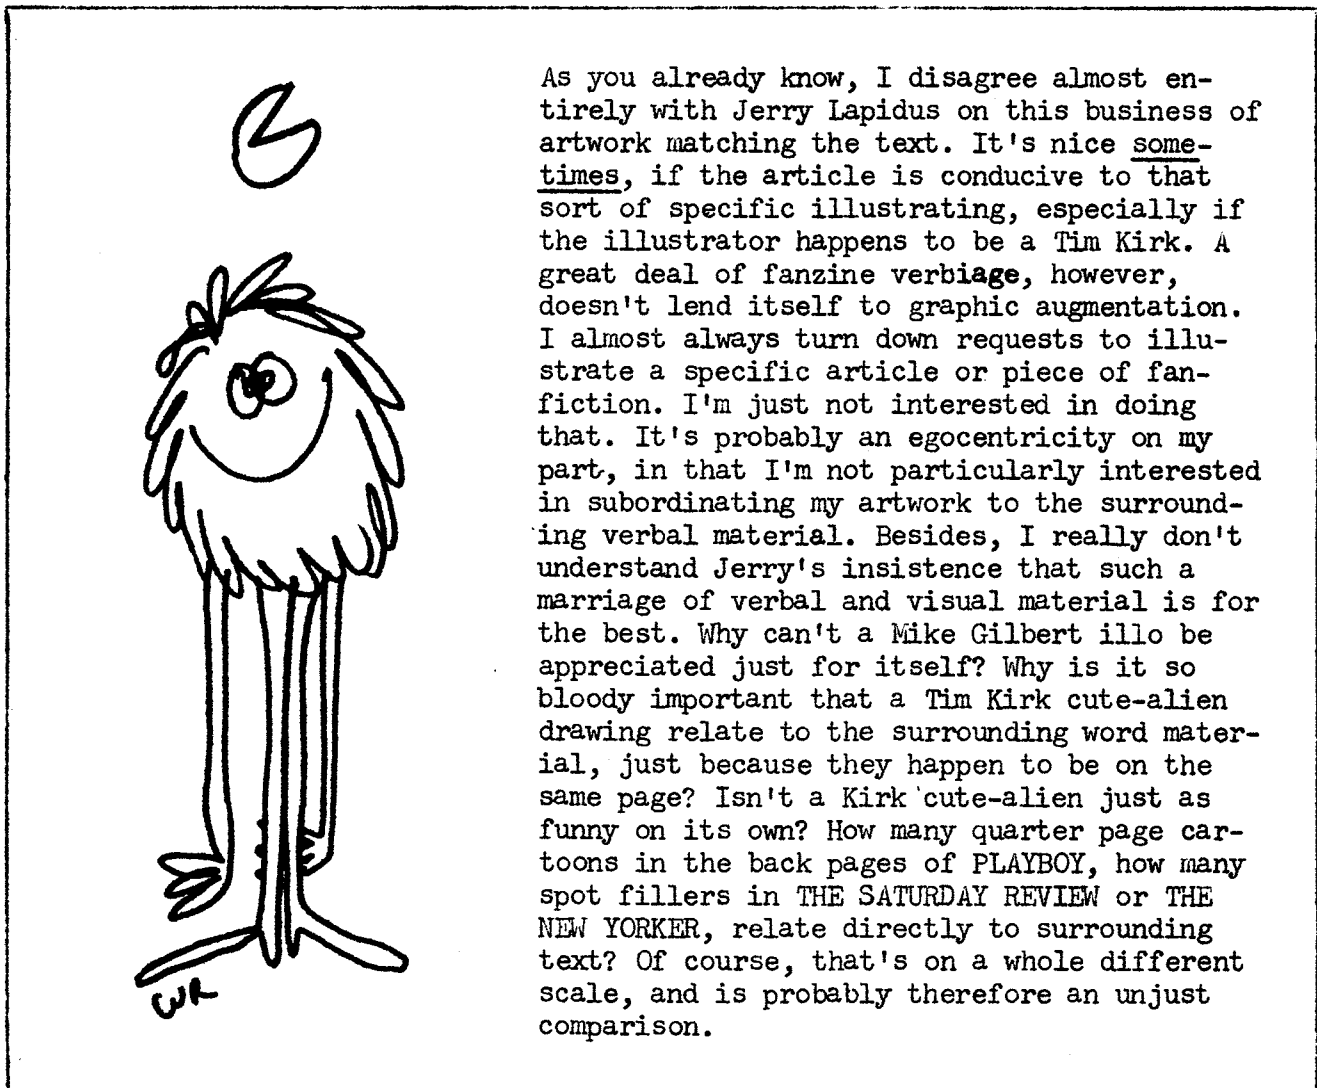 As you already know, I disagree almost en-
tirely with Jerry Lapidus on this business of
artwork matching the text. It's nice some-
times, if the article is conducive to that
sort of specific illustrating, especially if
the illustrator happens to be a Tim Kirk. A
great deal of fanzine verbiage, however,
doesn't lend itself to graphic augmentation.
I almost always turn down requests to illu-
strate a specific article or piece of fan-
fiction. I'm just not interested in doing
that. It's probably an egocentricity on my
part, in that I'm not particularly interested
in subordinating my artwork to the surround-
ing verbal material. Besides, I really don't
understand Jerry's insistence that such a
marriage of verbal and visual material is for
the best. Why can't a Mike Gilbert illo be
appreciated just for itself? Why is it so
bloody important that a Tim Kirk cute-alien
drawing relate to the surrounding word mater-
ial, just because they happen to be on the
same page? Isn't a Kirk cute-alien just as
funny on its own? How many quarter page car-
toons in the back pages of PLAYBOY, how many
spot fillers in THE SATURDAY REVIEW or THE
NEW YORKER, relate directly to surrounding
text? Of course, that's on a whole different
scale, and is probably therefore an unjust
comparison.
WR